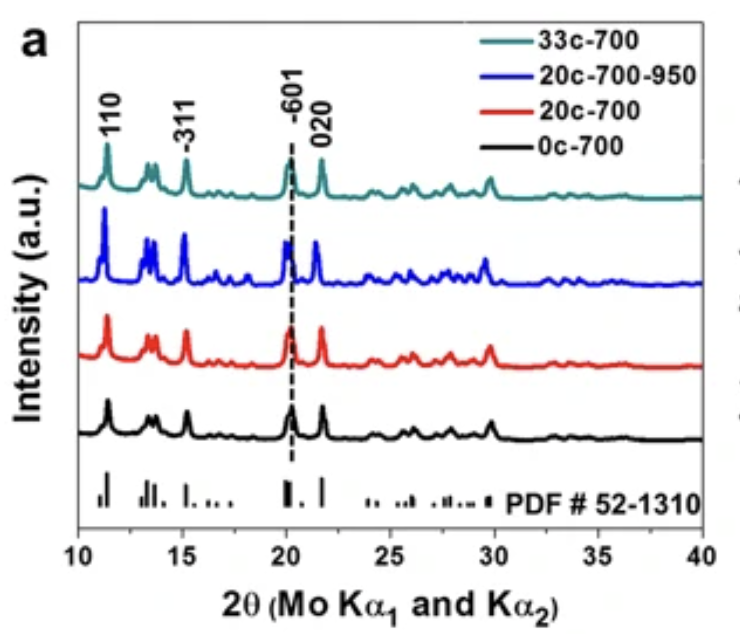 a
33c-700
20c-700-950
20c-700
0c-700
110
-311
-601
020
Intensity (a.u.)
PDF # 52-1310
10 15 20 25 30 35 40
2θ (Mo Kα₁ and Kα₂)